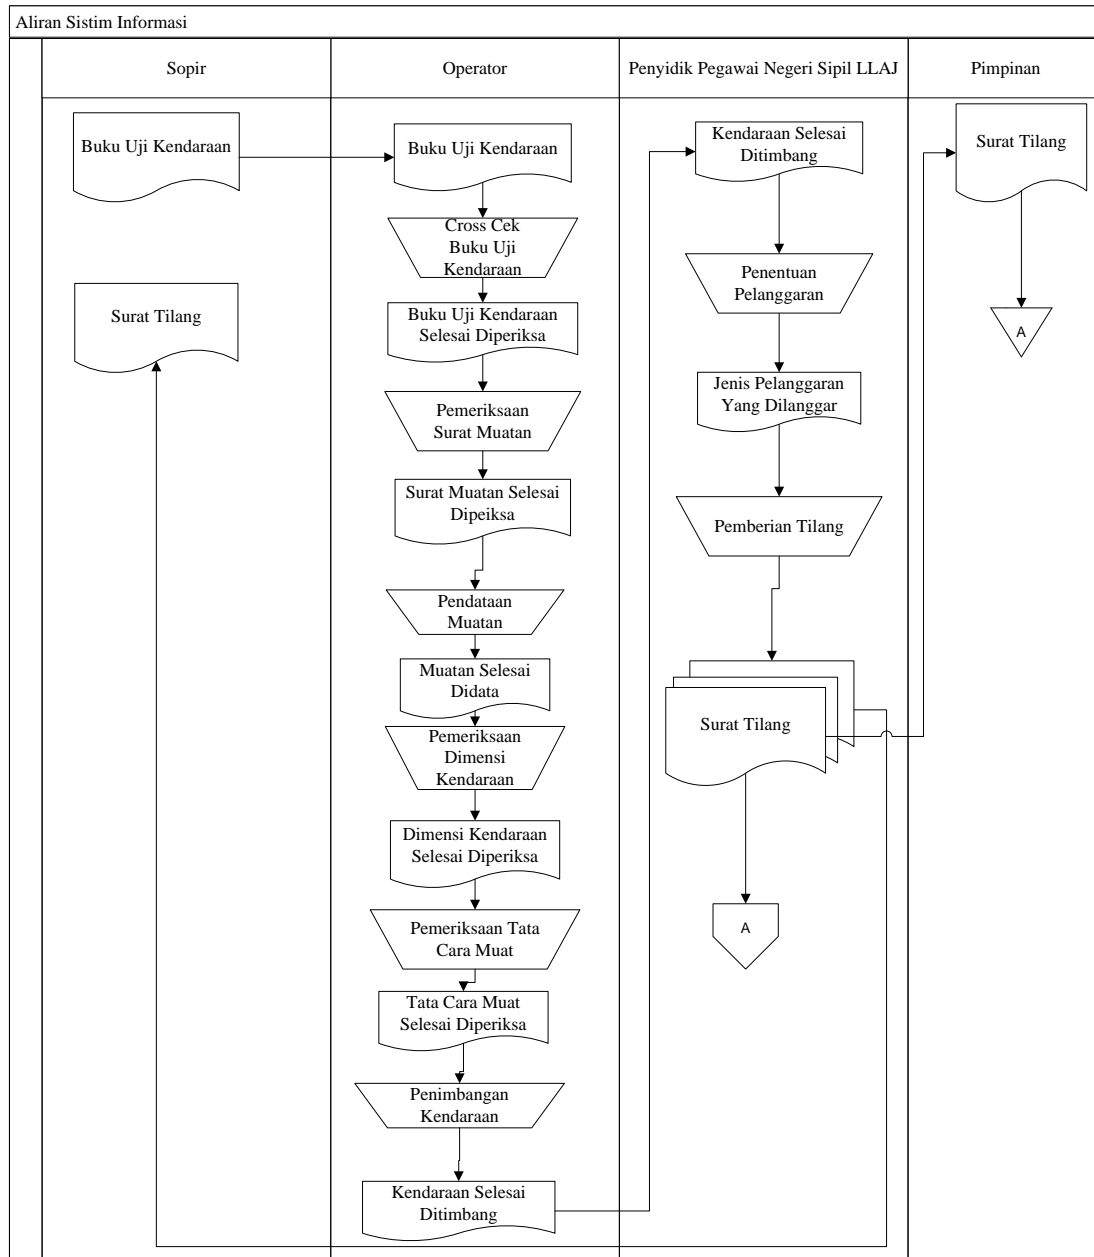 Aliran Sistim Informasi
Sopir
Operator
Penyidik Pegawai Negeri Sipil LLAJ
Pimpinan
Buku Uji Kendaraan
Surat Tilang
Buku Uji Kendaraan
Cross Cek
Buku Uji
Kendaraan
Buku Uji Kendaraan
Selesai Diperiksa
Pemeriksaan
Surat Muatan
Surat Muatan Selesai
Dipeiksa
Pendataan
Muatan
Muatan Selesai
Didata
Pemeriksaan
Dimensi
Kendaraan
Dimensi Kendaraan
Selesai Diperiksa
Pemeriksaan Tata
Cara Muat
Tata Cara Muat
Selesai Diperiksa
Penimbangan
Kendaraan
Kendaraan Selesai
Ditimbang
Kendaraan Selesai
Ditimbang
Penentuan
Pelanggaran
Jenis Pelanggaran
Yang Dilanggar
Pemberian Tilang
Surat Tilang
A
Surat Tilang
A